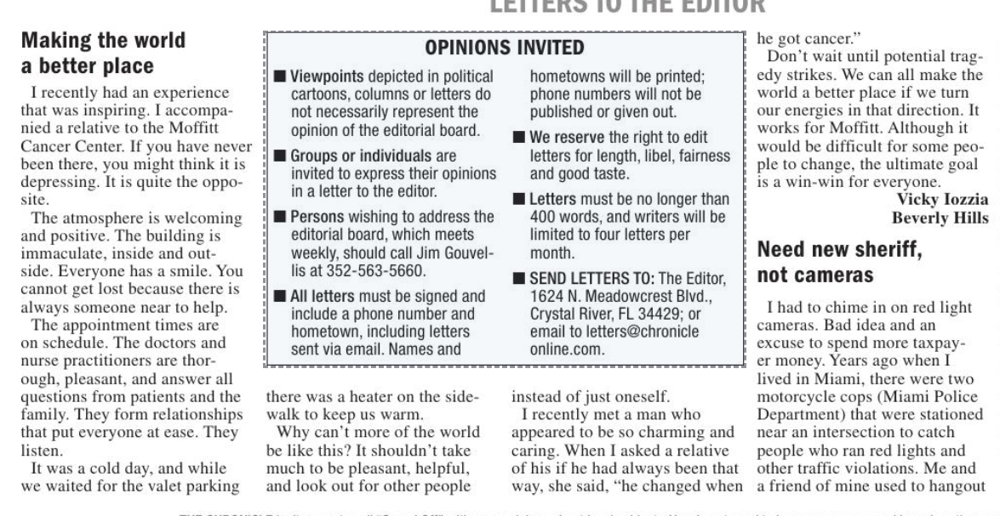 LETTERS TO THE EDITOR
Making the world
a better place
I recently had an experience
that was inspiring. I accompa-
nied a relative to the Moffitt
Cancer Center. If you have never
been there, you might think it is
depressing. It is quite the oppo-
site.
The atmosphere is welcoming
and positive. The building is
immaculate, inside and out-
side. Everyone has a smile. You
cannot get lost because there is
always someone near to help.
The appointment times are
on schedule. The doctors and
nurse practitioners are thor-
ough, pleasant, and answer all
questions from patients and the
family. They form relationships
that put everyone at ease. They
listen.
It was a cold day, and while
we waited for the valet parking
there was a heater on the side-
walk to keep us warm.
Why can't more of the world
be like this? It shouldn't take
much to be pleasant, helpful,
and look out for other people
instead of just oneself.
I recently met a man who
appeared to be so charming and
caring. When I asked a relative
of his if he had always been that
way, she said, "he changed when
he got cancer."
Don't wait until potential trag-
edy strikes. We can all make the
world a better place if we turn
our energies in that direction. It
works for Moffitt. Although it
would be difficult for some peo-
ple to change, the ultimate goal
is a win-win for everyone.
Vicky Iozzia
Beverly Hills
OPINIONS INVITED
■ Viewpoints depicted in political
cartoons, columns or letters do
not necessarily represent the
opinion of the editorial board.
■ Groups or individuals are
invited to express their opinions
in a letter to the editor.
■ Persons wishing to address the
editorial board, which meets
weekly, should call Jim Gouvel-
lis at 352-563-5660.
■ All letters must be signed and
include a phone number and
hometown, including letters
sent via email. Names and
hometowns will be printed;
phone numbers will not be
published or given out.
■ We reserve the right to edit
letters for length, libel, fairness
and good taste.
■ Letters must be no longer than
400 words, and writers will be
limited to four letters per
month.
■ SEND LETTERS TO: The Editor,
1624 N. Meadowcrest Blvd.,
Crystal River, FL 34429; or
email to letters@chronicle
online.com.
Need new sheriff,
not cameras
I had to chime in on red light
cameras. Bad idea and an
excuse to spend more taxpay-
er money. Years ago when I
lived in Miami, there were two
motorcycle cops (Miami Police
Department) that were stationed
near an intersection to catch
people who ran red lights and
other traffic violations. Me and
a friend of mine used to hangout